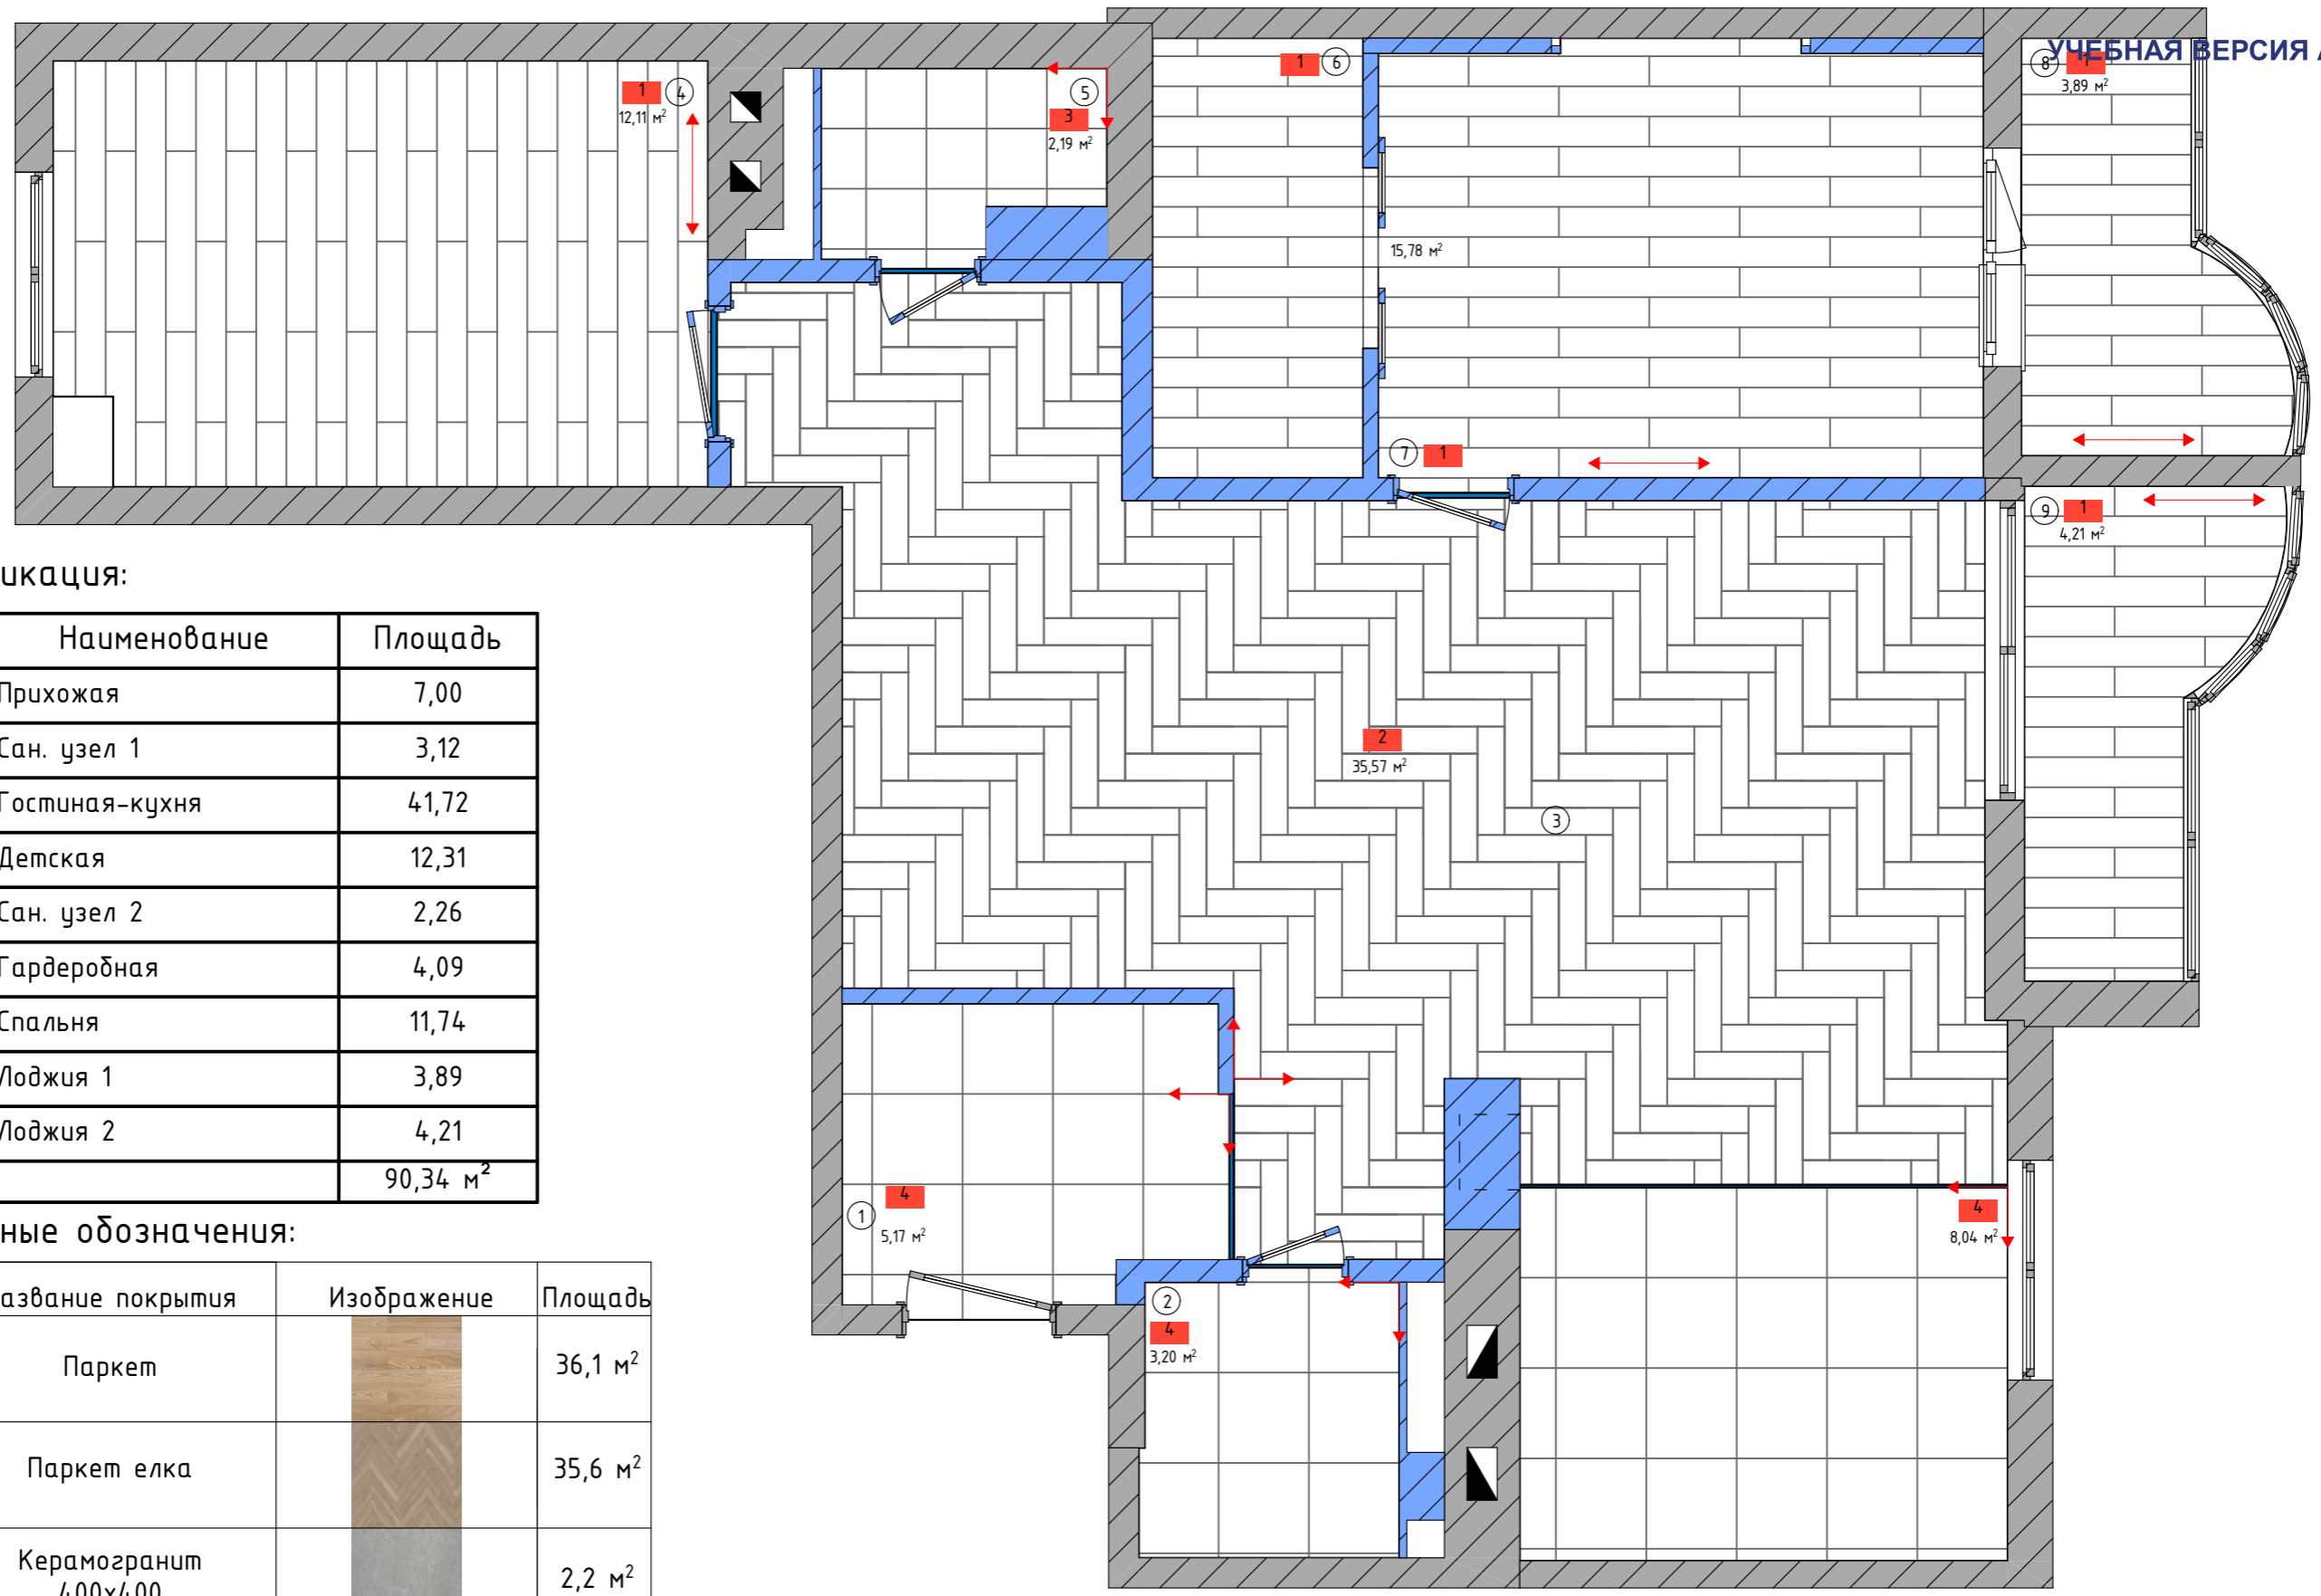 УЧЕБНАЯ ВЕРСИЯ
1 4
12,11 м²
5
3
2,19 м²
1 6
8 1
3,89 м²
15,78 м²
7 1
9 1
4,21 м²
2
35,57 м²
3
4
1
5,17 м²
2
4
3,20 м²
4
8,04 м²
икация:
Наименование Площадь
Прихожая 7,00
Сан. узел 1 3,12
Гостиная-кухня 41,72
Детская 12,31
Сан. узел 2 2,26
Гардеробная 4,09
Спальня 11,74
Лоджия 1 3,89
Лоджия 2 4,21
90,34 м²
ные обозначения:
азвание покрытия Изображение Площадь
Паркет 36,1 м²
Паркет елка 35,6 м²
Керамогранит
400х400 2,2 м²